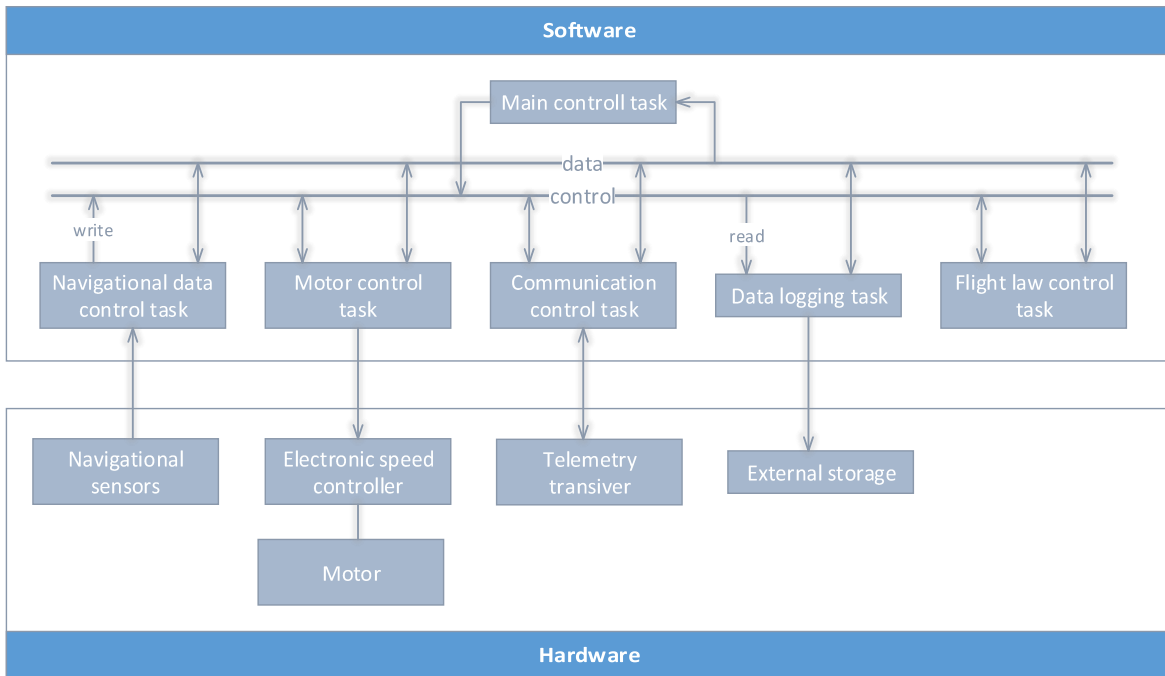 Software
Main controll task
data
control
write
read
Navigational data
control task
Motor control
task
Communication
control task
Data logging task
Flight law control
task
Navigational
sensors
Electronic speed
controller
Telemetry
transiver
External storage
Motor
Hardware